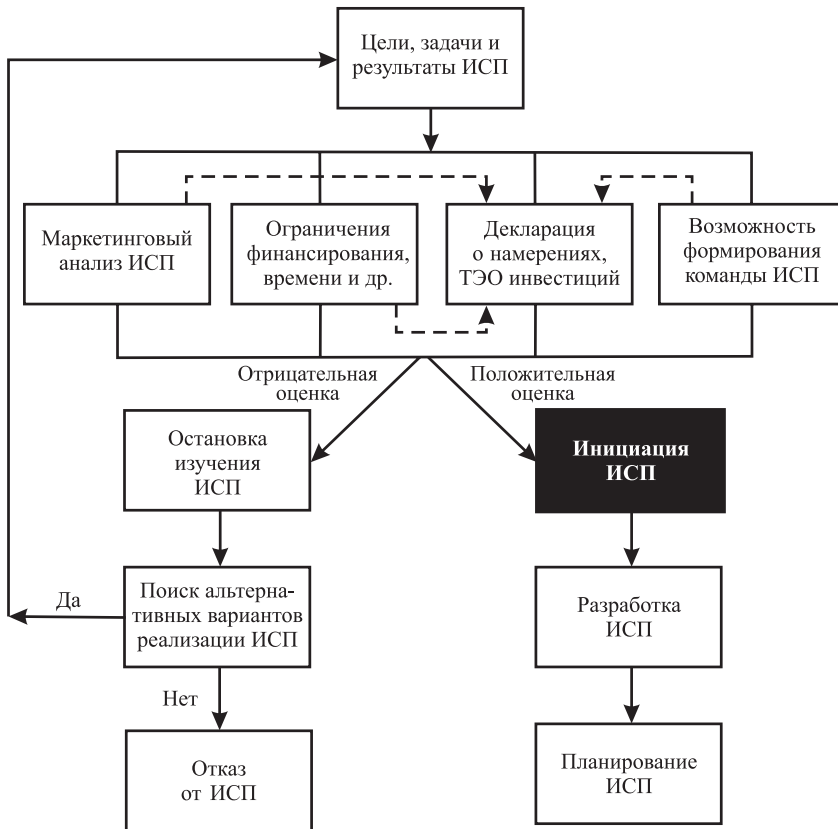 Цели, задачи и
результаты ИСП
Маркетинговый
анализ ИСП
Ограничения
финансирования,
времени и др.
Декларация
о намерениях,
ТЭО инвестиций
Возможность
формирования
команды ИСП
Отрицательная
оценка
Положительная
оценка
Остановка
изучения
ИСП
Инициация
ИСП
Да
Поиск альтерна-
тивных вариантов
реализации ИСП
Разработка
ИСП
Нет
Отказ
от ИСП
Планирование
ИСП